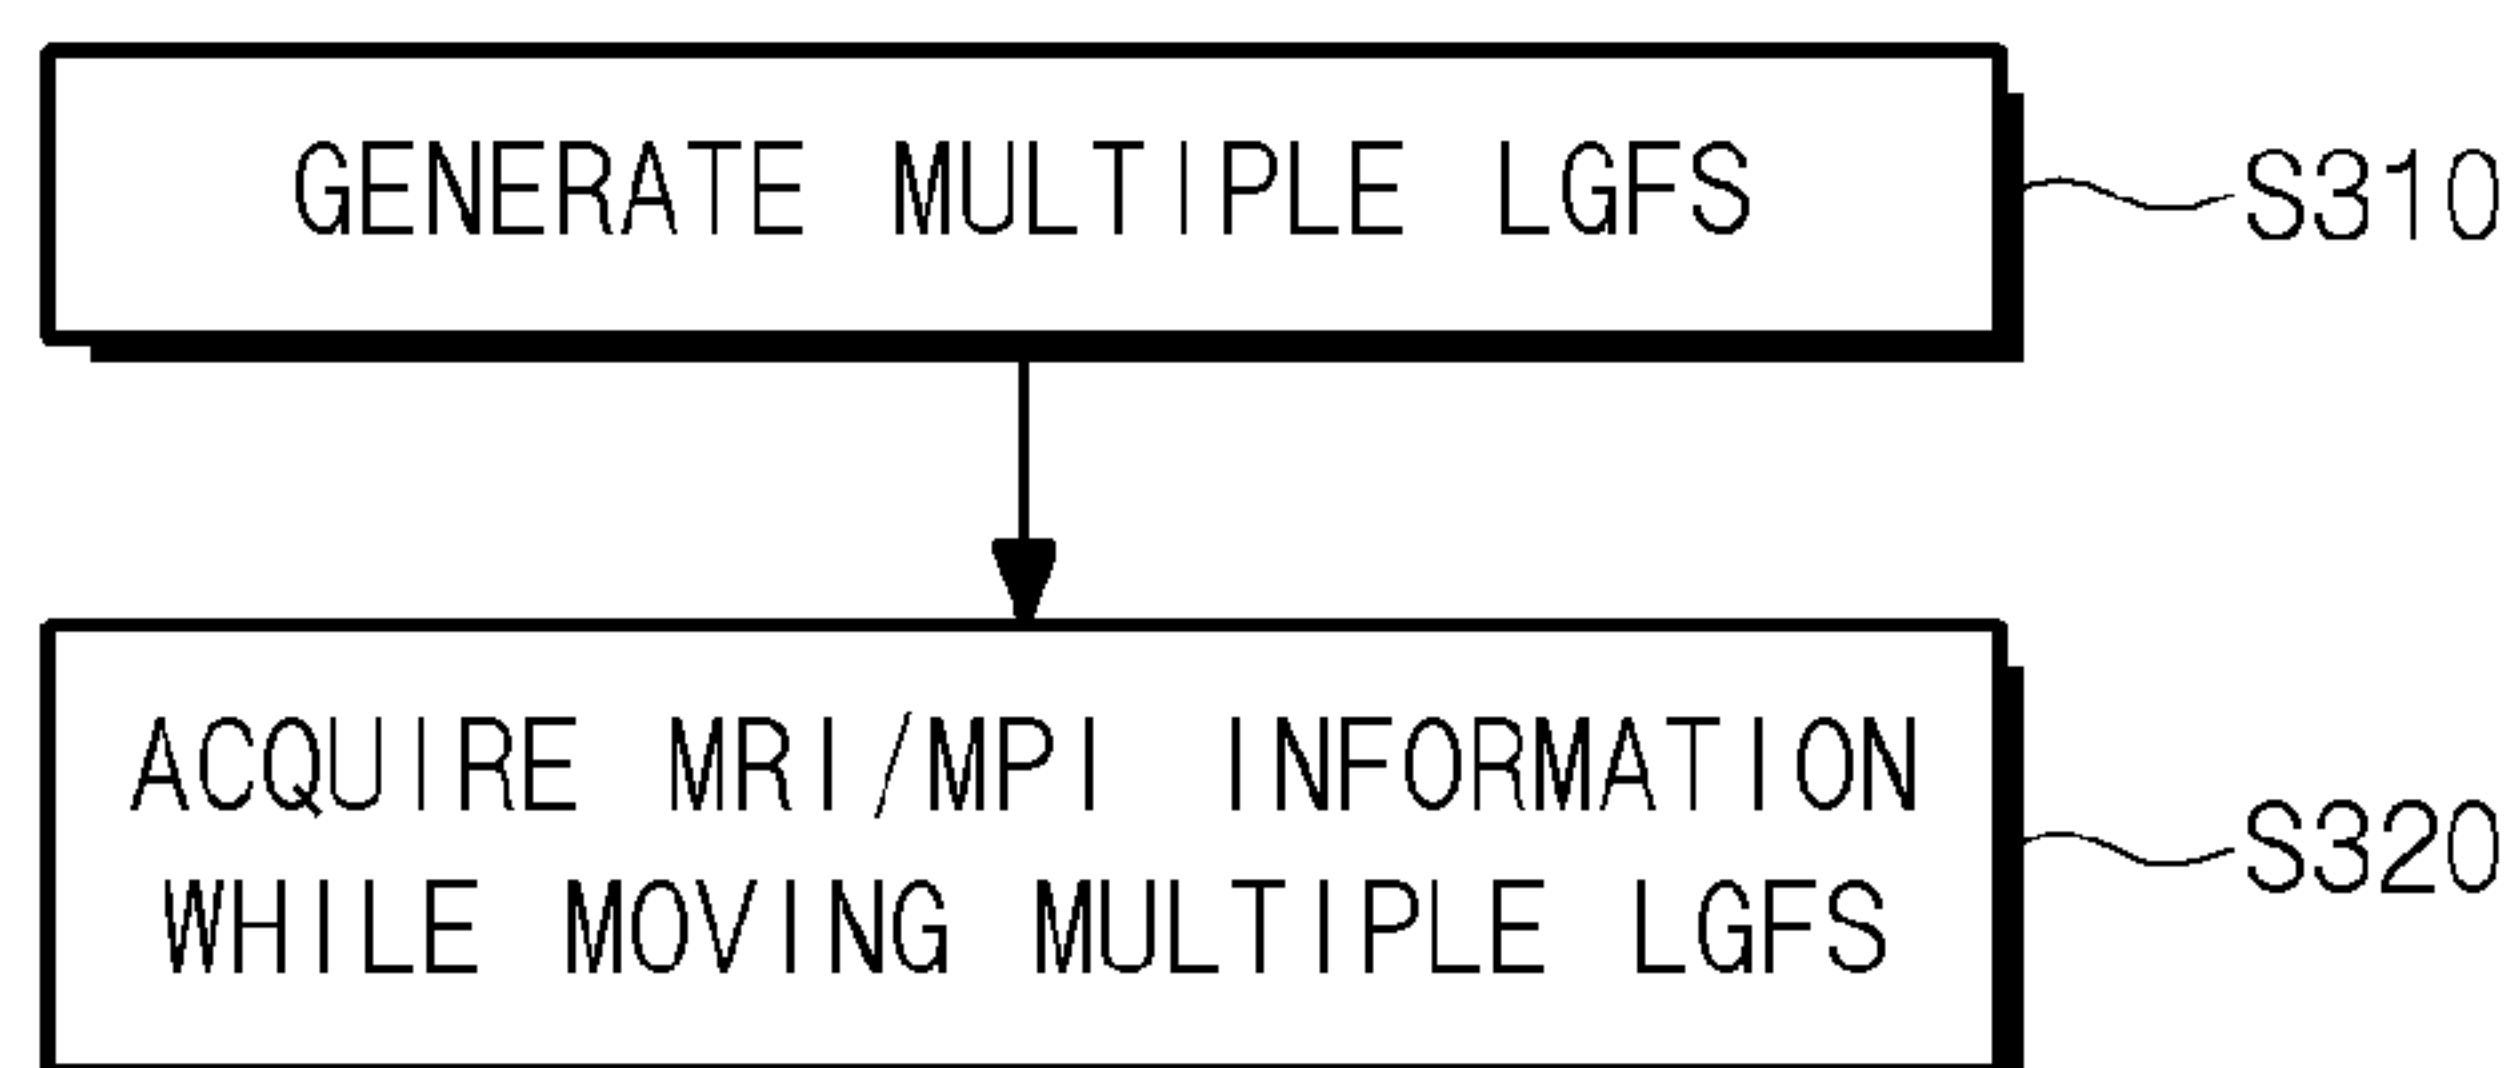 GENERATE MULTIPLE LGFS
S310
ACQUIRE MRI/MPI INFORMATION
WHILE MOVING MULTIPLE LGFS
S320